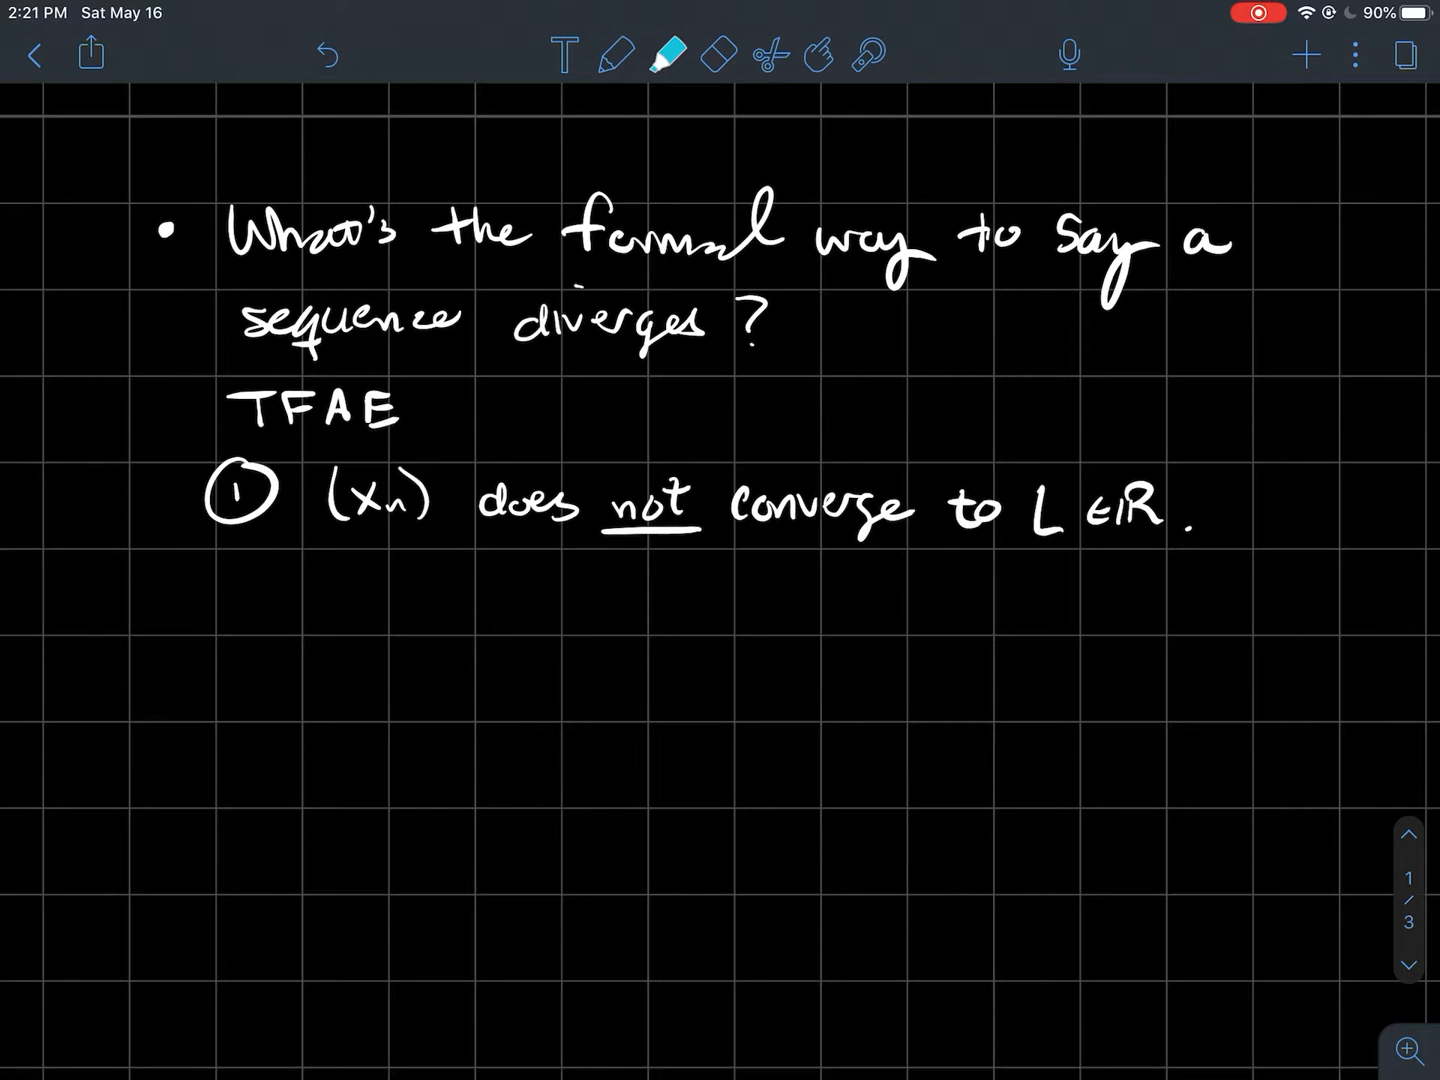 2:21 PM Sat May 16 90%
T
• What's the formal way to say a
sequence diverges?
TFAE
① (xn) does not converge to L ∈ ℝ.
1
/
3